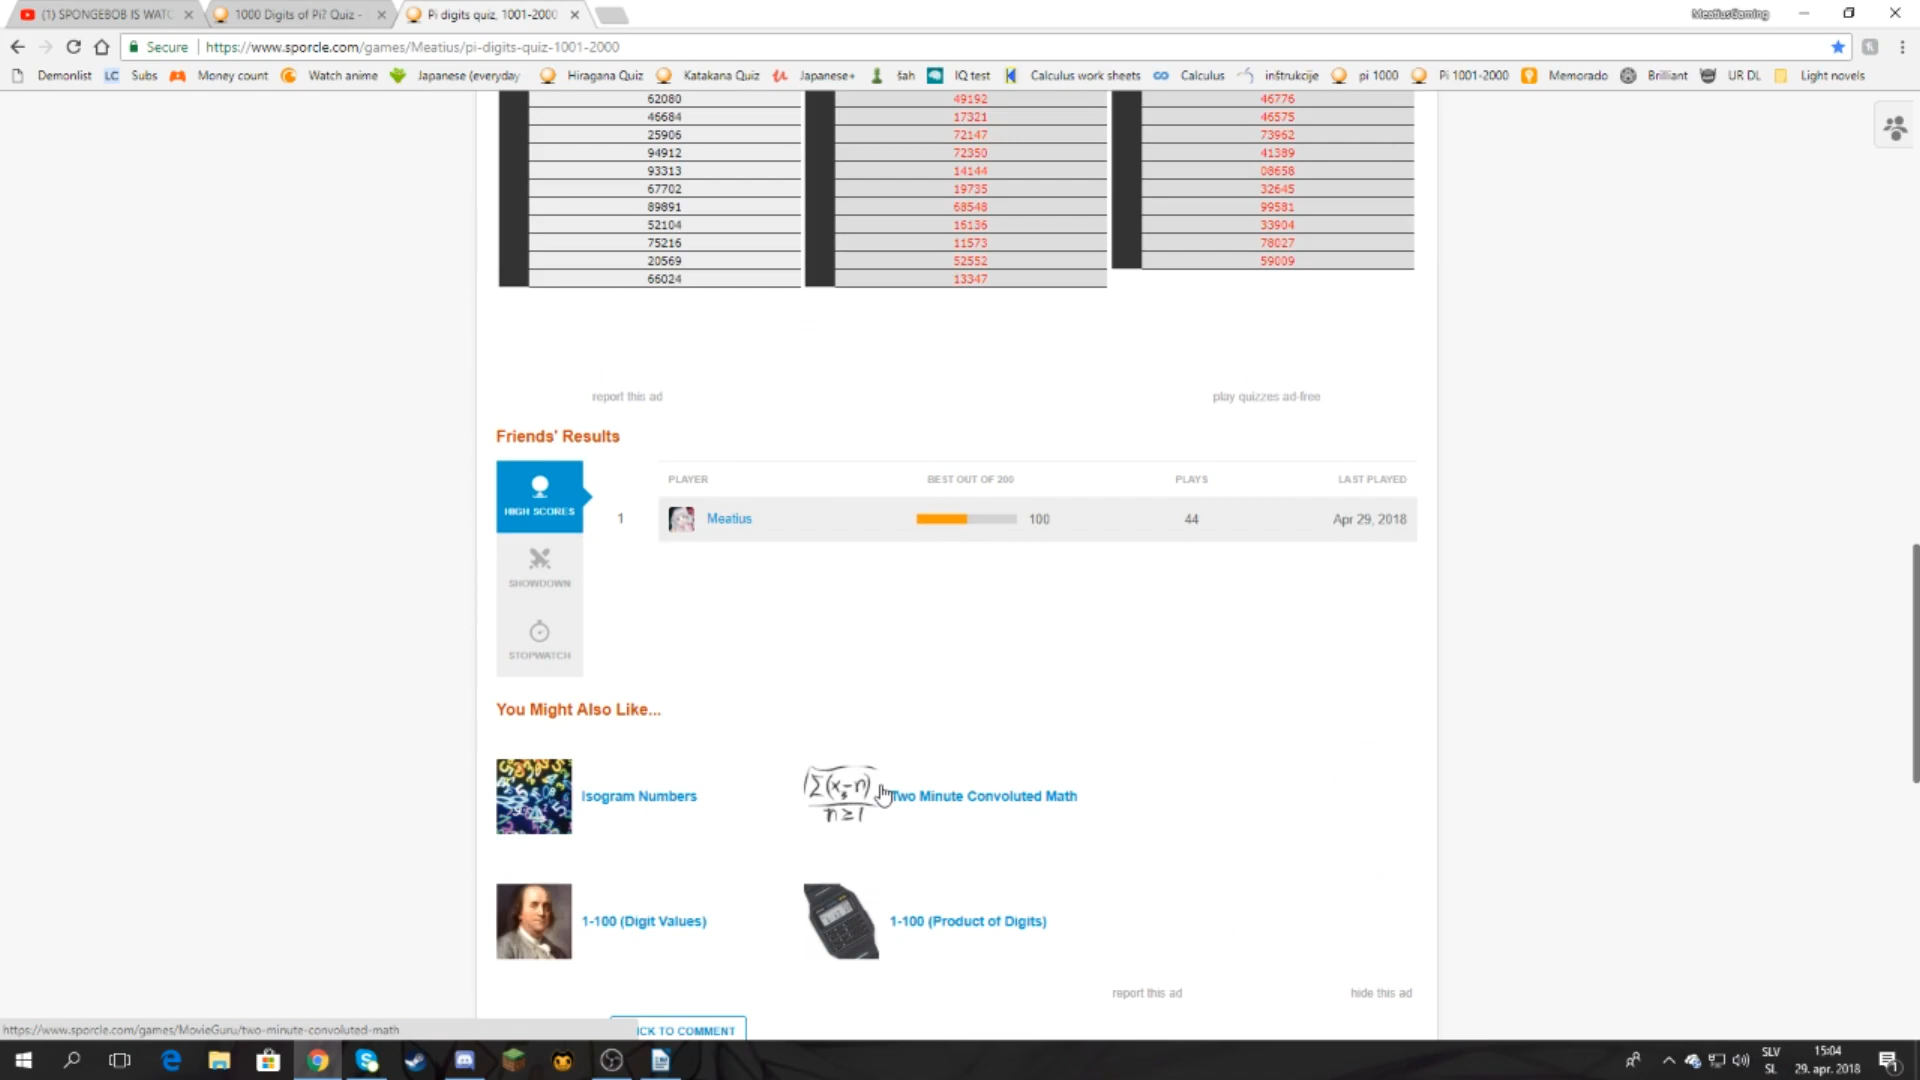 (1) SPONGEBOB IS WATC
1000 Digits of Pi? Quiz -
Pi digits quiz, 1001-2000
MeatiusGaming
Secure
https://www.sporcle.com/games/Meatius/pi-digits-quiz-1001-2000
Demonlist
LC Subs
Money count
Watch anime
Japanese (everyday
Hiragana Quiz
Katakana Quiz
Japanese+
šah
IQ test
Calculus work sheets
Calculus
inštrukcije
pi 1000
Pi 1001-2000
Memorado
Brilliant
UR DL
Light novels
62080 49192 46776
46684 17321 46575
25906 72147 73962
94912 72350 41389
93313 14144 08658
67702 19735 32645
89891 68548 99581
52104 16136 33904
75216 11573 78027
20569 52552 59009
66024 13347
report this ad
play quizzes ad-free
Friends' Results
HIGH SCORES
SHOWDOWN
STOPWATCH
PLAYER BEST OUT OF 200 PLAYS LAST PLAYED
1 Meatius 100 44 Apr 29, 2018
You Might Also Like...
Isogram Numbers
Two Minute Convoluted Math
1-100 (Digit Values)
1-100 (Product of Digits)
report this ad
hide this ad
ICK TO COMMENT
https://www.sporcle.com/games/MovieGuru/two-minute-convoluted-math
SLV
SL
15:04
29. apr. 2018
1